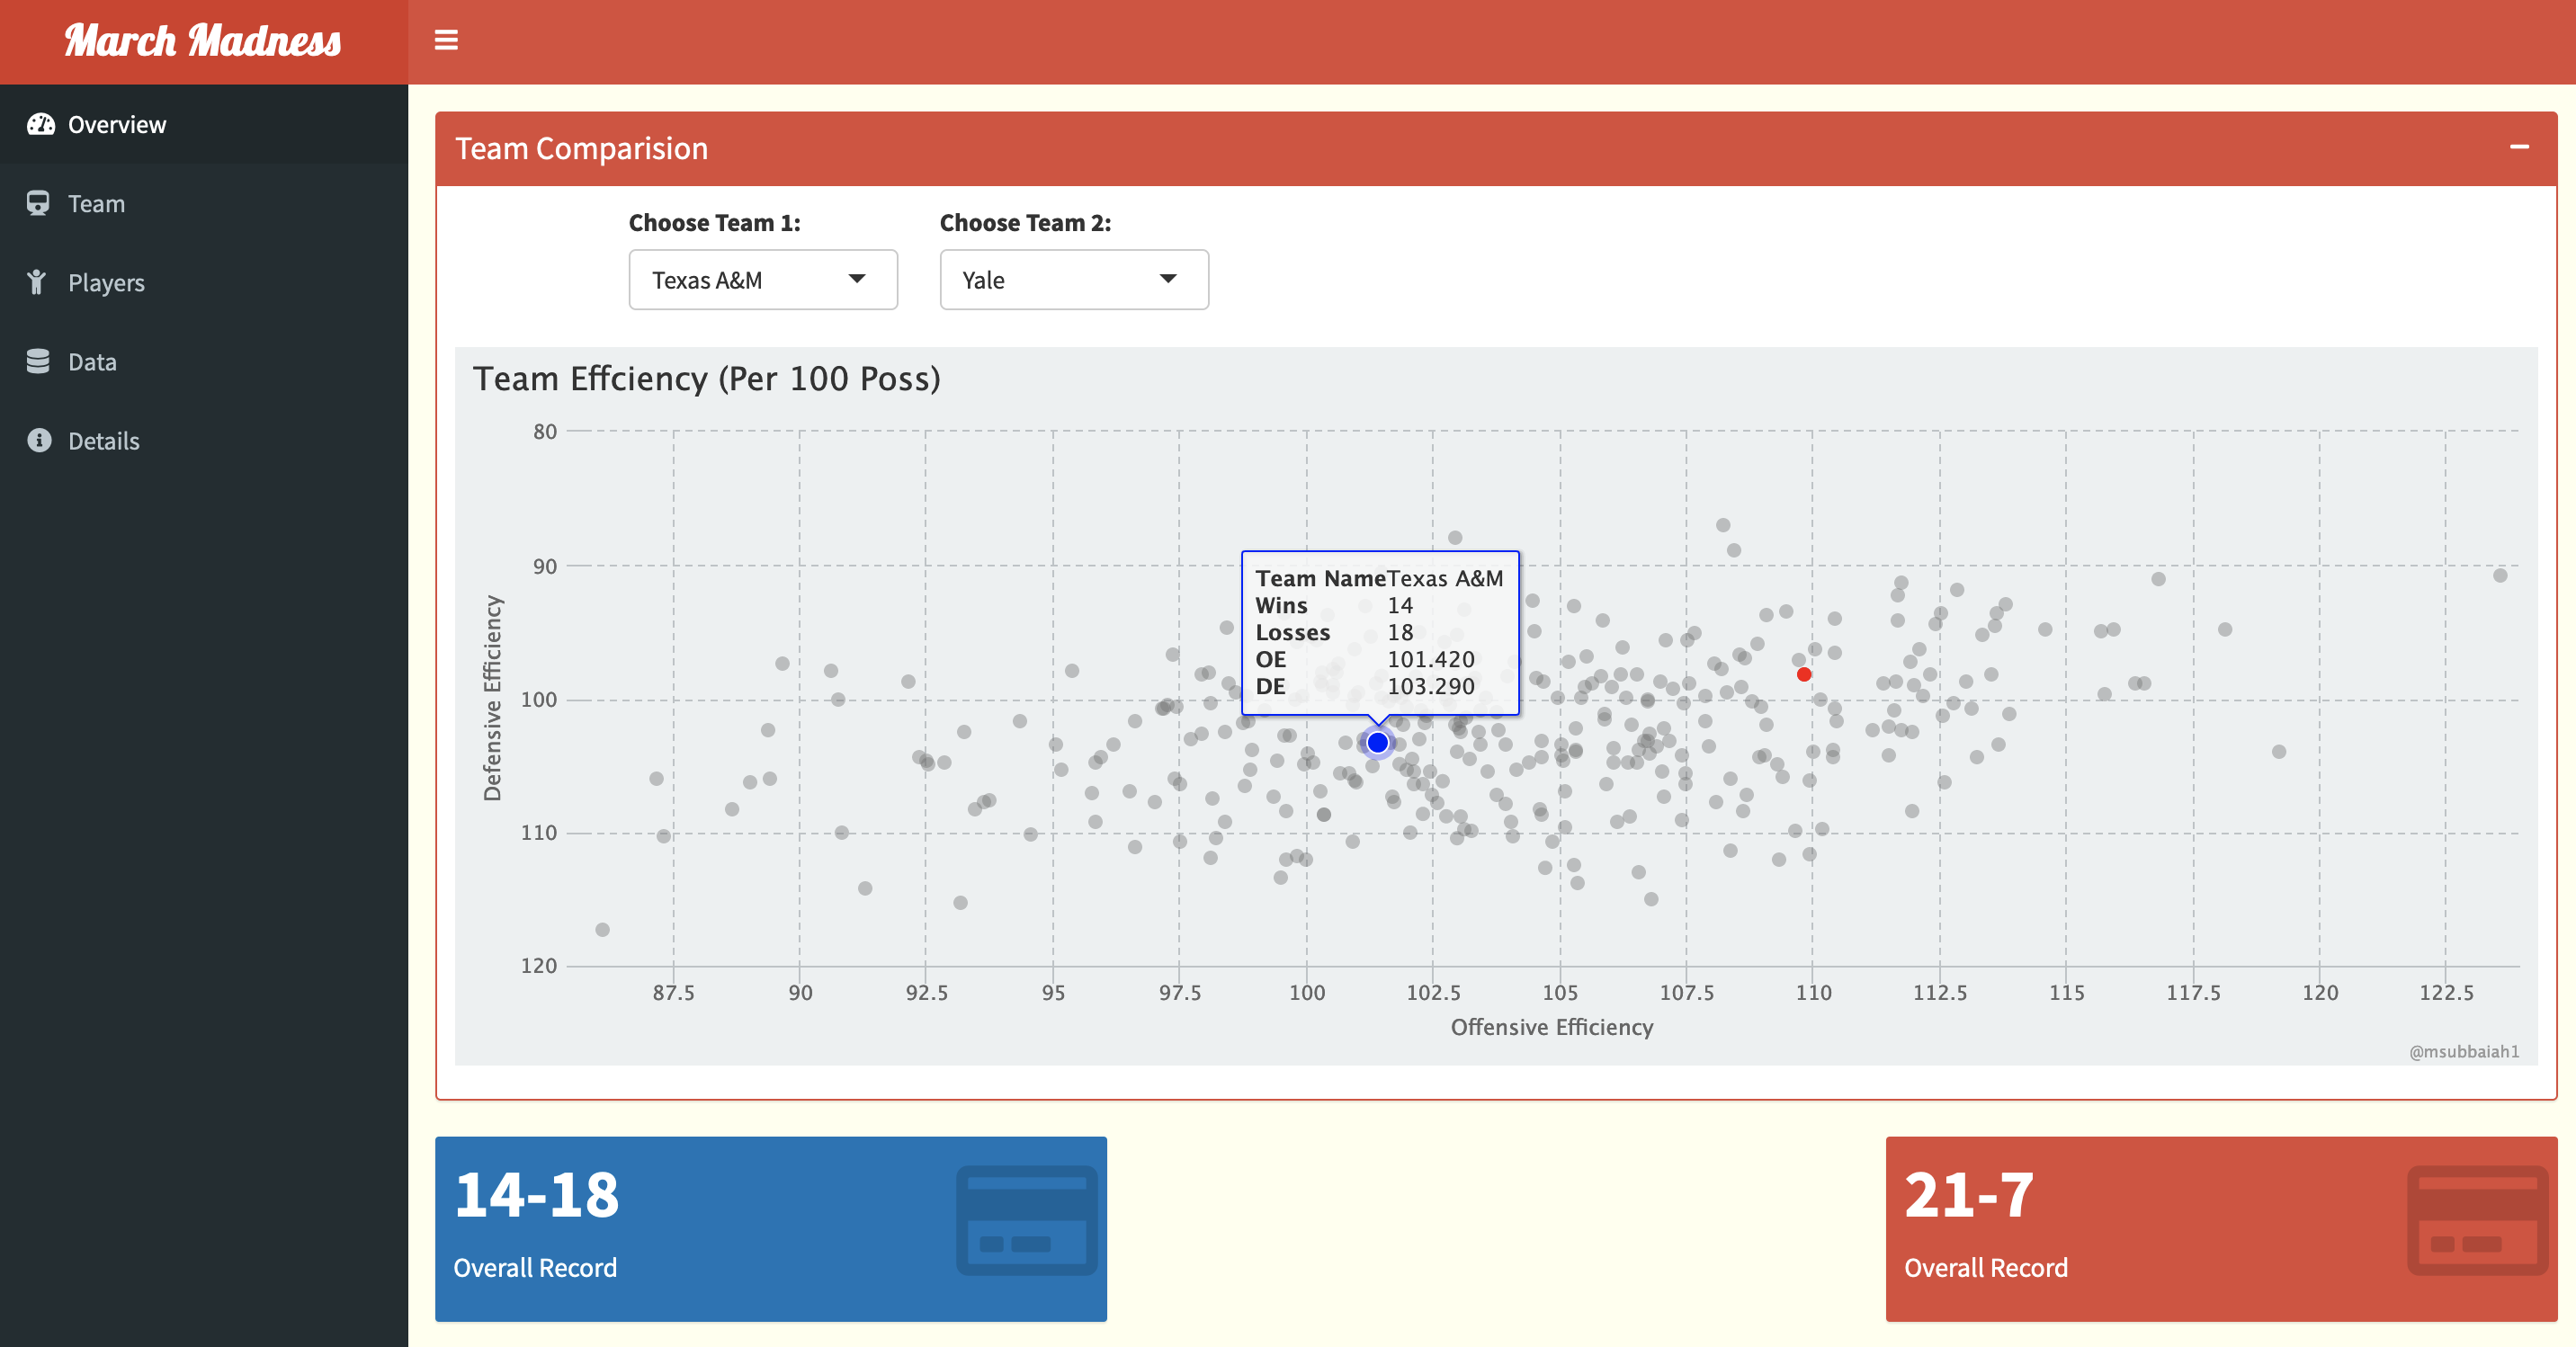 March Madness
Overview
Team
Players
Data
Details
Team Comparision
Choose Team 1:
Choose Team 2:
Texas A&M
Yale
Team Effciency (Per 100 Poss)
80
90
100
110
120
Defensive Efficiency
Team Name Texas A&M
Wins 14
Losses 18
OE 101.420
DE 103.290
87.5 90 92.5 95 97.5 100 102.5 105 107.5 110 112.5 115 117.5 120 122.5
Offensive Efficiency
@msubbaiah1
14-18
Overall Record
21-7
Overall Record